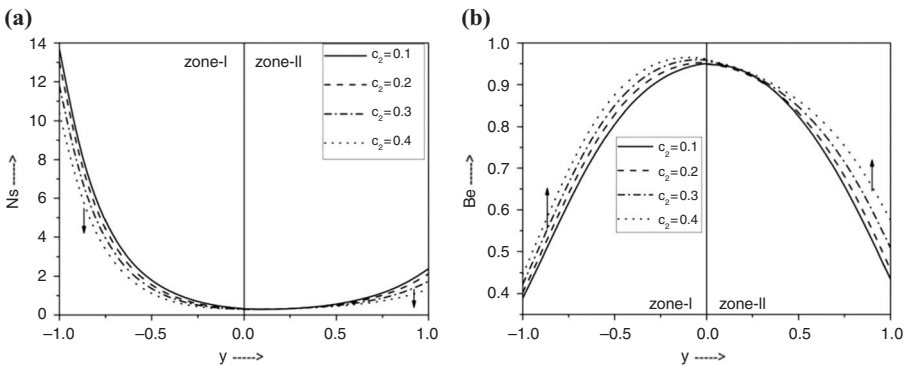 (a)
14
12
10
8
6
4
2
0
Ns ----->
zone-I
zone-II
c₂=0.1
c₂=0.2
c₂=0.3
c₂=0.4
−1.0
−0.5
0.0
0.5
1.0
y ----->
(b)
1.0
0.9
0.8
0.7
0.6
0.5
0.4
Be ----->
c₂=0.1
c₂=0.2
c₂=0.3
c₂=0.4
zone-I
zone-II
−1.0
−0.5
0.0
0.5
1.0
y ----->